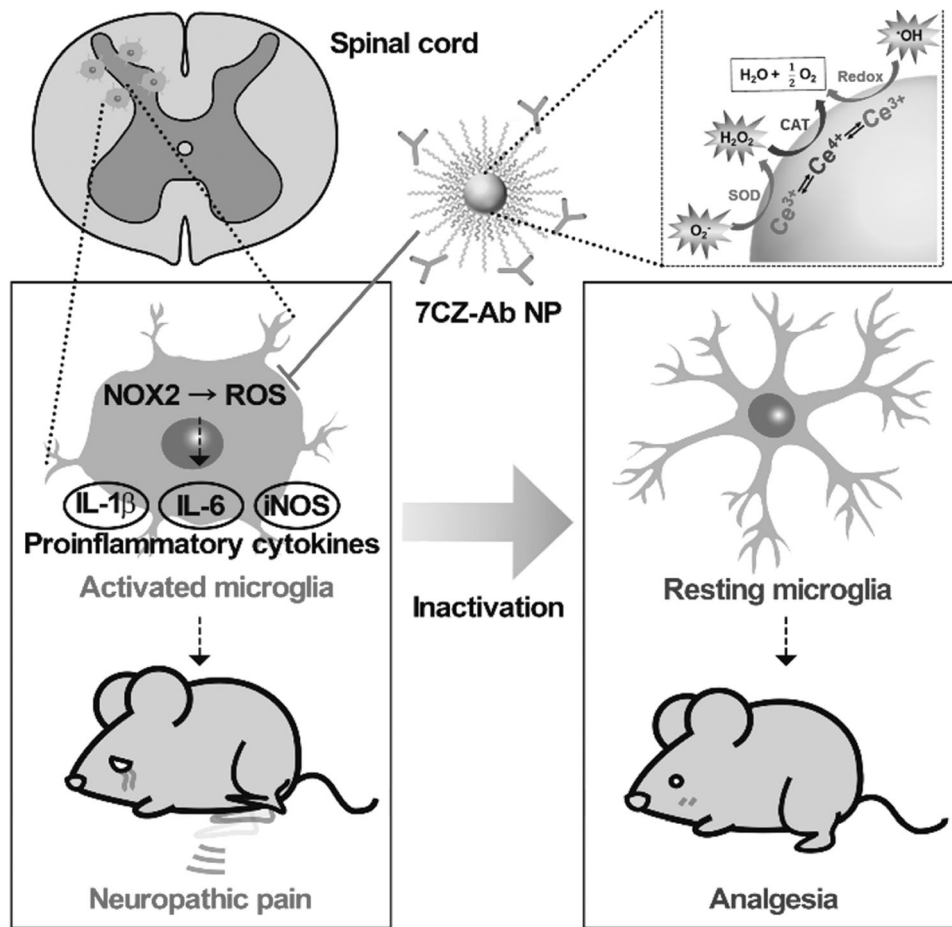 Spinal cord
•OH
H₂O + ½ O₂
Redox
CAT
H₂O₂
SOD
O₂⁻
Ce³⁺ ⇌ Ce⁴⁺ ⇌ Ce³⁺
7CZ-Ab NP
NOX2 → ROS
IL-1β IL-6 iNOS
Proinflammatory cytokines
Activated microglia
Neuropathic pain
Inactivation
Resting microglia
Analgesia